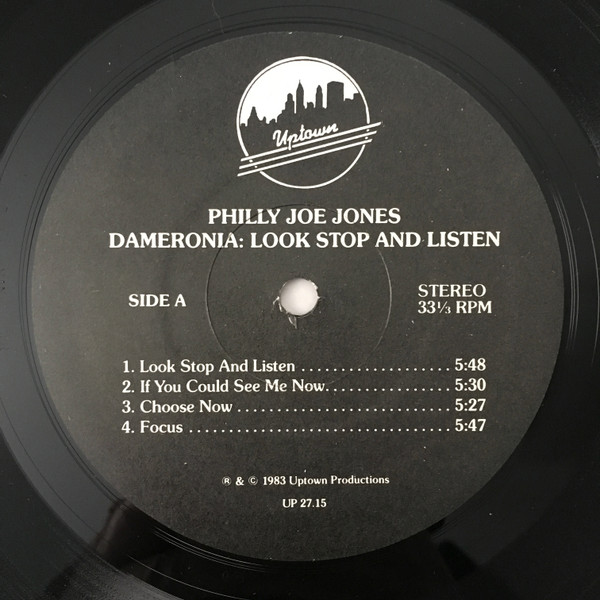 Uptown
PHILLY JOE JONES
DAMERONIA: LOOK STOP AND LISTEN
SIDE A
STEREO
33⅓ RPM
1. Look Stop And Listen ................... 5:48
2. If You Could See Me Now................ 5:30
3. Choose Now ........................... 5:27
4. Focus ................................ 5:47
® & © 1983 Uptown Productions
UP 27.15